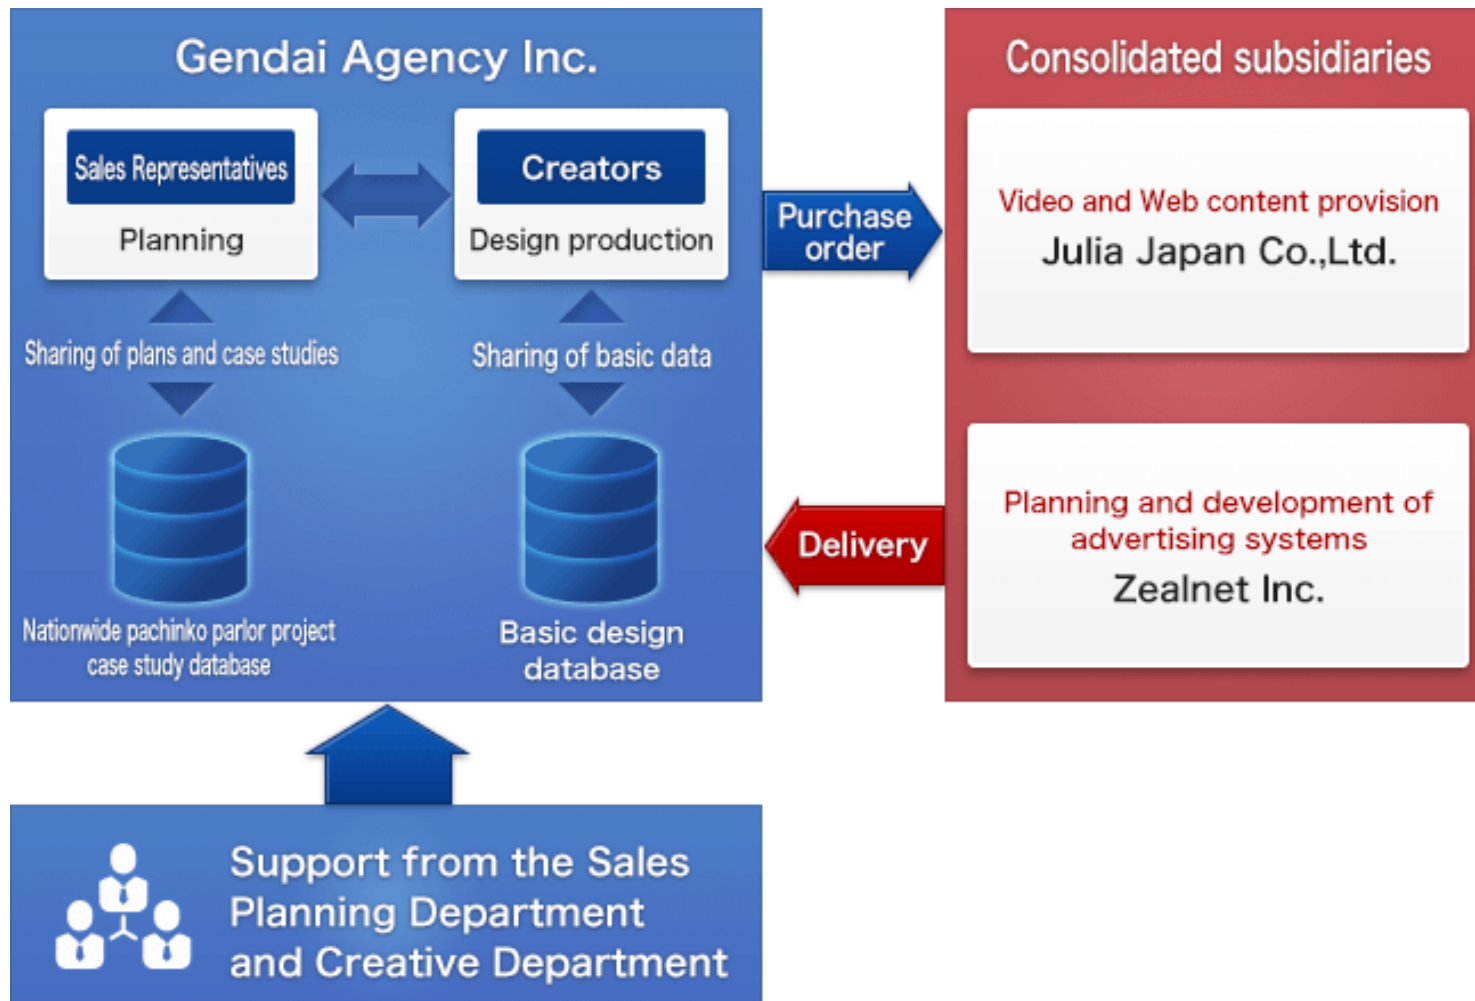 Gendai Agency Inc.
Sales Representatives
Planning
Creators
Design production
Sharing of plans and case studies
Sharing of basic data
Nationwide pachinko parlor project
case study database
Basic design
database
Purchase
order
Delivery
Consolidated subsidiaries
Video and Web content provision
Julia Japan Co.,Ltd.
Planning and development of
advertising systems
Zealnet Inc.
Support from the Sales
Planning Department
and Creative Department